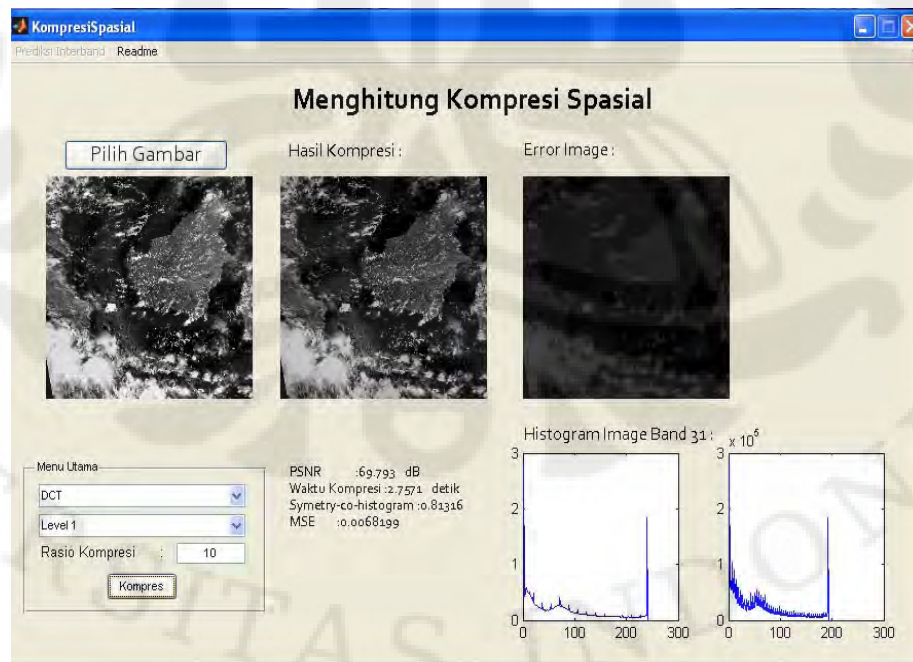 KompresiSpasial
Prediksi Interband Readme
Menghitung Kompresi Spasial
Pilih Gambar
Hasil Kompresi :
Error Image :
Menu Utama
DCT
Level 1
Rasio Kompresi : 10
Kompres
PSNR :69.793 dB
Waktu Kompresi :2.7571 detik
Symetry-co-histogram :0.81316
MSE :0.0068199
Histogram Image Band 31 :
3
2
1
0
0 100 200 300
x 10
3
2
1
0
0 100 200 300